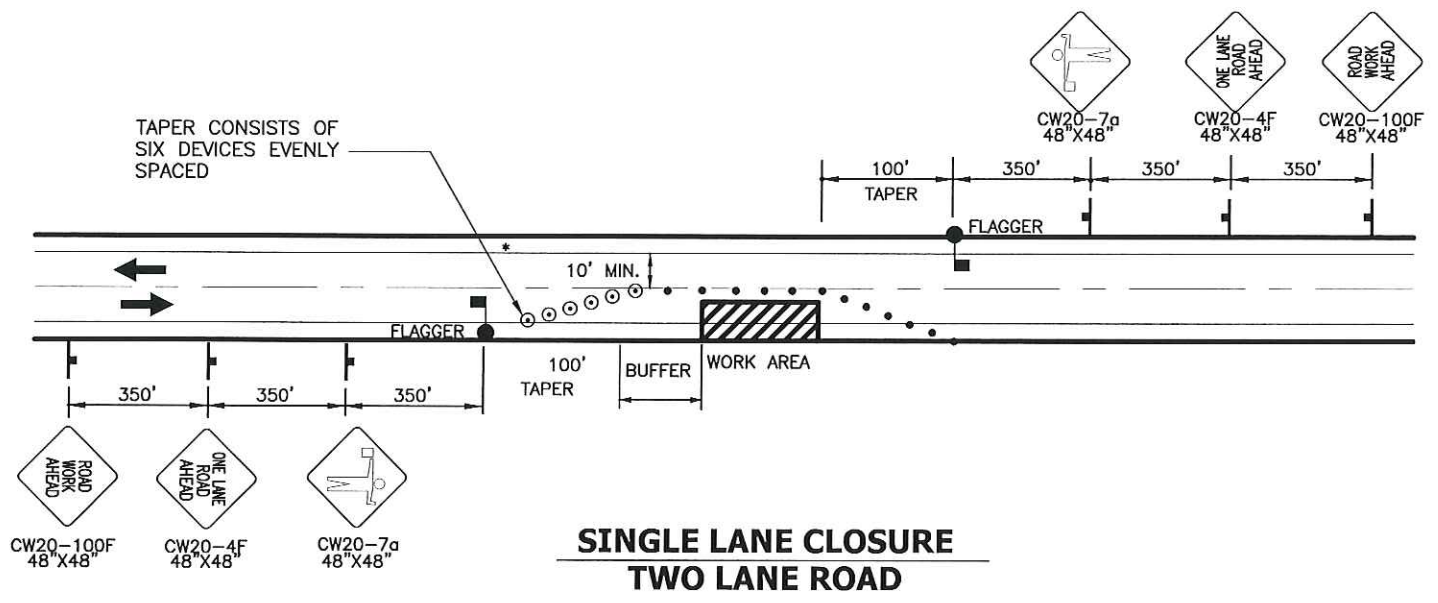 ONE LANE
ROAD
AHEAD
ROAD
WORK
AHEAD
CW20-7a
48"X48"
CW20-4F
48"X48"
CW20-100F
48"X48"
TAPER CONSISTS OF
SIX DEVICES EVENLY
SPACED
100'
TAPER
350'
350'
350'
FLAGGER
*
10' MIN.
FLAGGER
100'
TAPER
BUFFER
WORK AREA
350'
350'
350'
ROAD
WORK
AHEAD
ONE LANE
ROAD
AHEAD
CW20-100F
48"X48"
CW20-4F
48"X48"
CW20-7a
48"X48"
SINGLE LANE CLOSURE
TWO LANE ROAD